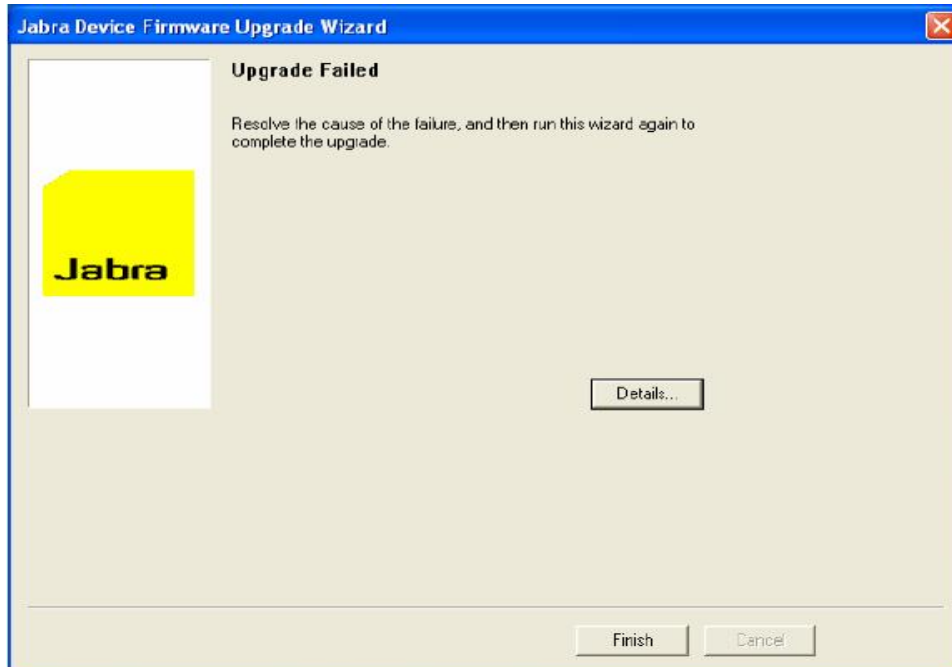 Jabra Device Firmware Upgrade Wizard
Upgrade Failed
Resolve the cause of the failure, and then run this wizard again to
complete the upgrade.
Jabra
Details...
Finish
Cancel